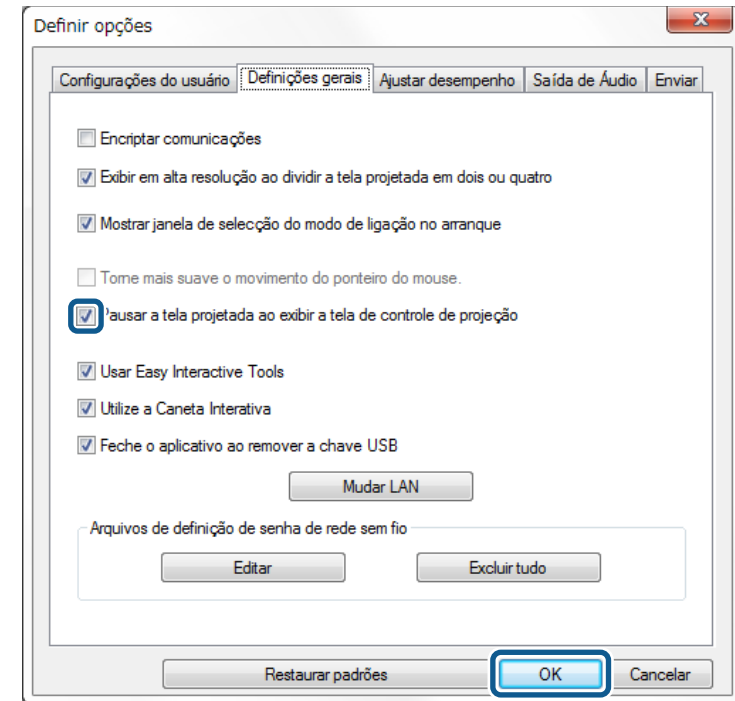 Definir opções
Configurações do usuário Definições gerais Ajustar desempenho Saída de Áudio Enviar
Encriptar comunicações
Exibir em alta resolução ao dividir a tela projetada em dois ou quatro
Mostrar janela de selecção do modo de ligação no arranque
Torne mais suave o movimento do ponteiro do mouse.
Pausar a tela projetada ao exibir a tela de controle de projeção
Usar Easy Interactive Tools
Utilize a Caneta Interativa
Feche o aplicativo ao remover a chave USB
Mudar LAN
Arquivos de definição de senha de rede sem fio
Editar Excluir tudo
Restaurar padrões OK Cancelar